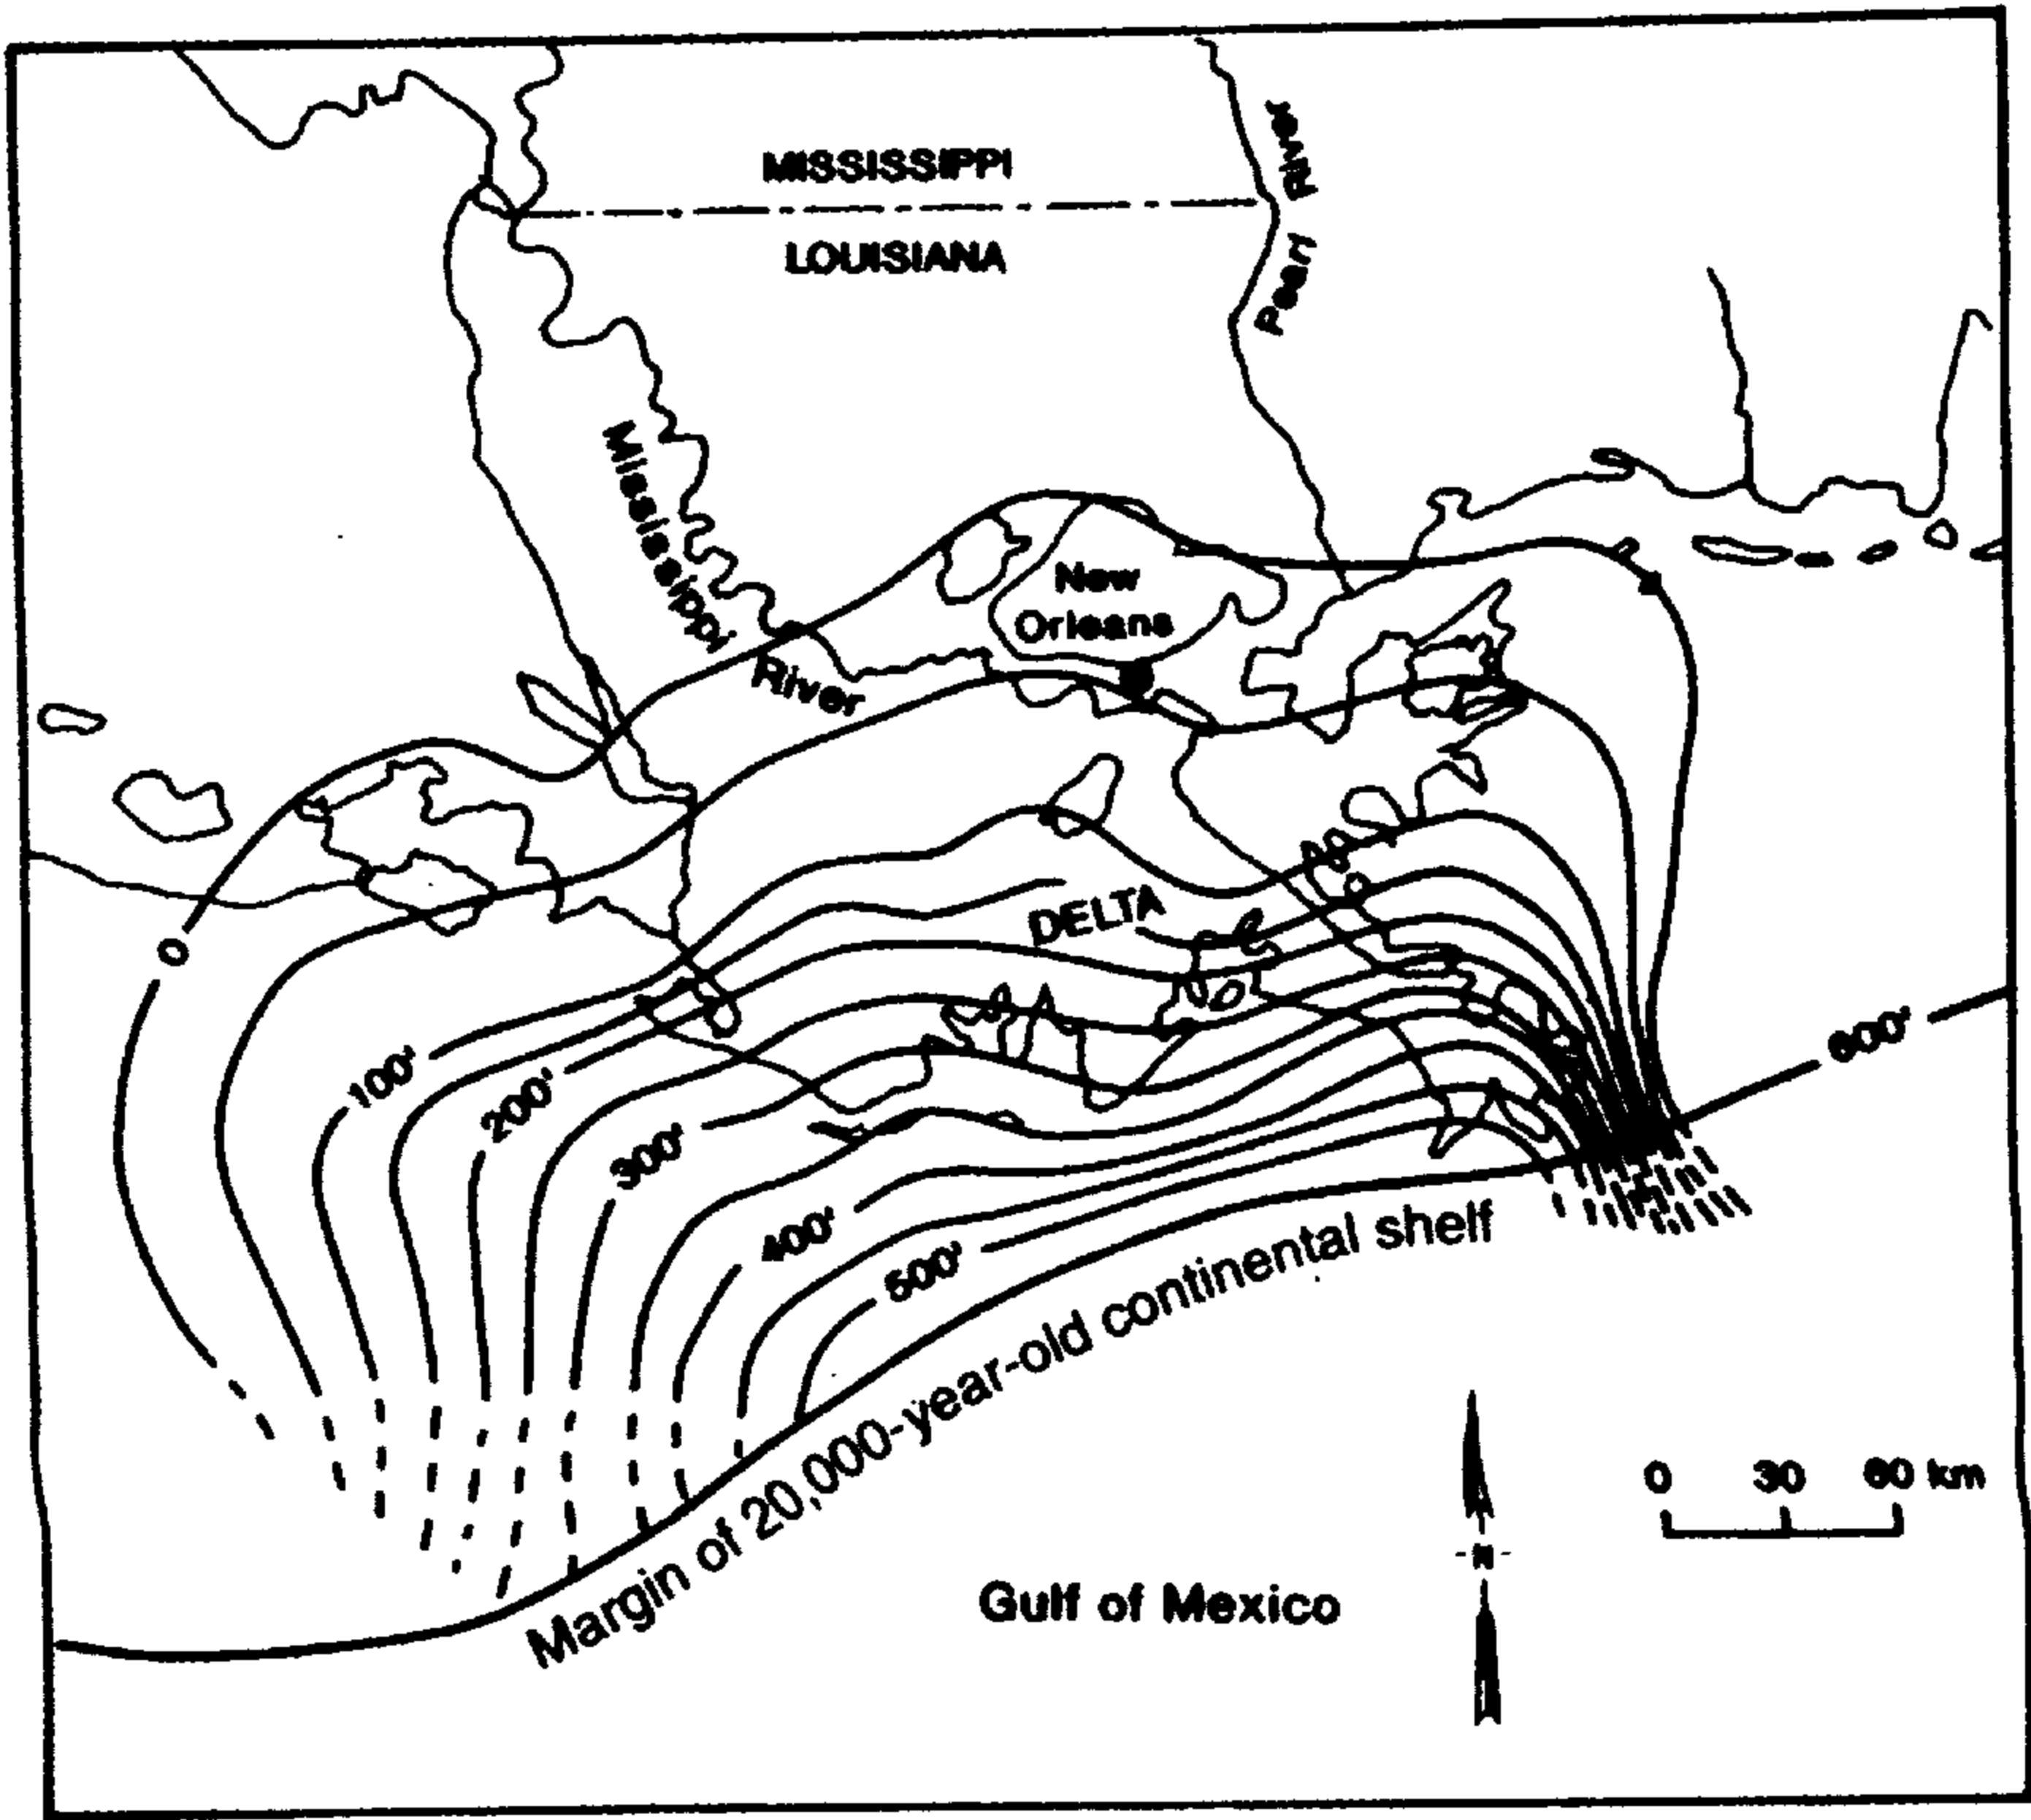 MISSISSIPPI
LOUISIANA
Pearl River
Mississippi
River
New
Orleans
0
DELTA
100'
200'
300'
400'
500'
600'
Margin of 20,000-year-old continental shelf
0 30 60 km
N
Gulf of Mexico